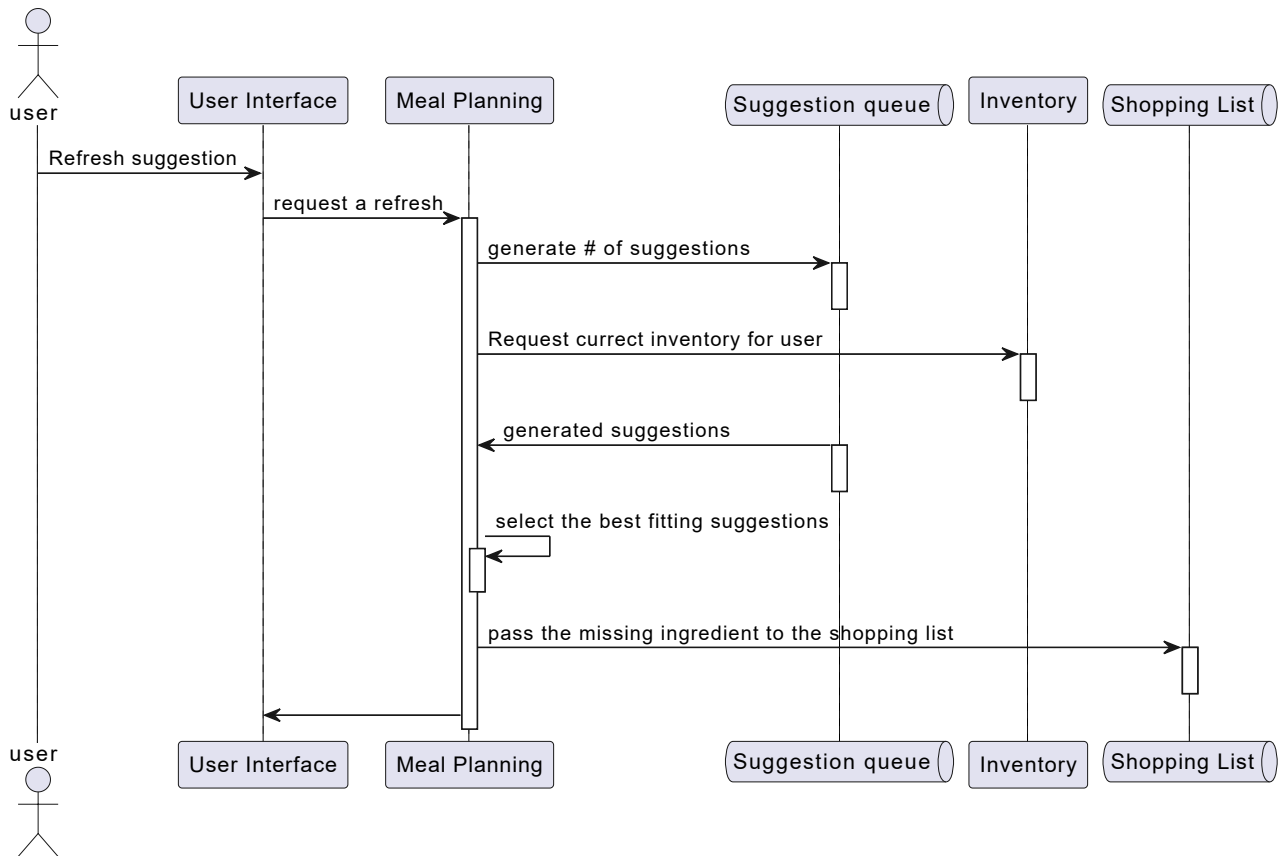 user
User Interface
Meal Planning
Suggestion queue
Inventory
Shopping List
Refresh suggestion
request a refresh
generate # of suggestions
Request currect inventory for user
generated suggestions
select the best fitting suggestions
pass the missing ingredient to the shopping list
user
User Interface
Meal Planning
Suggestion queue
Inventory
Shopping List